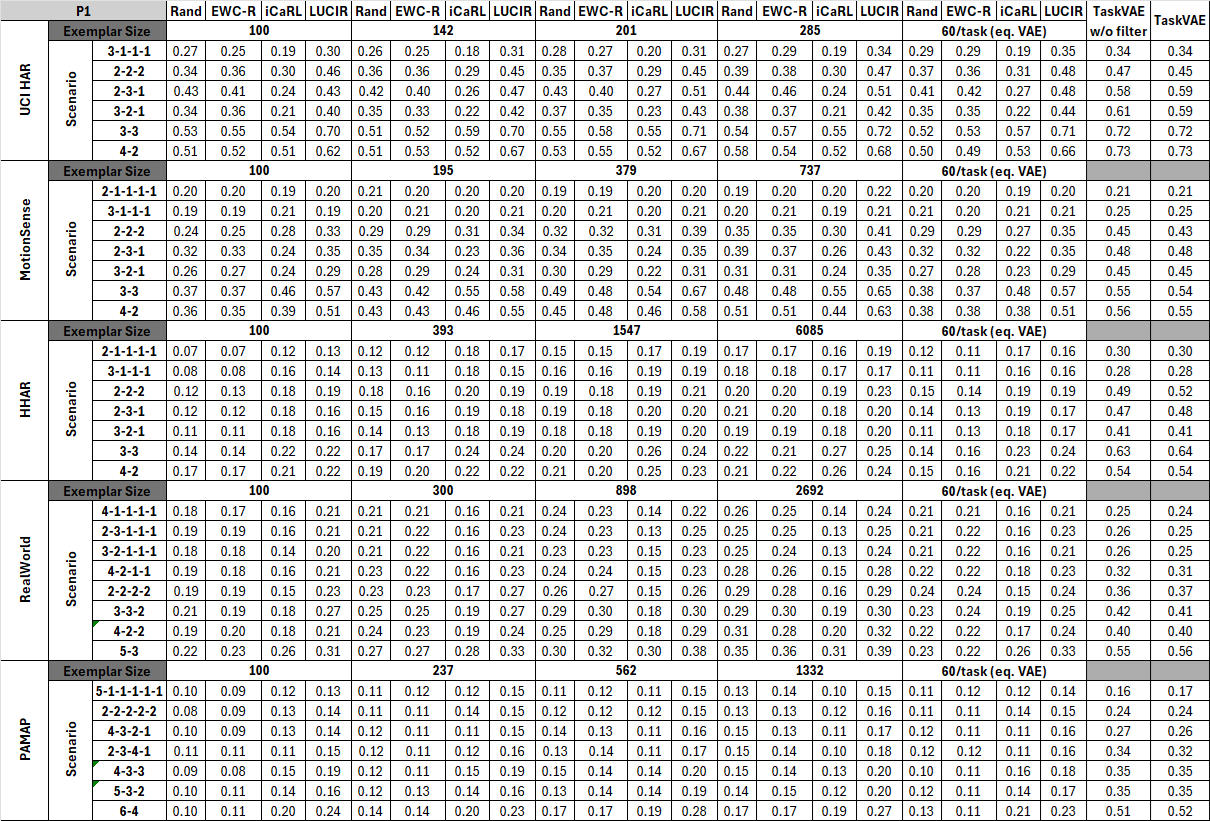 P1 Rand EWC-R iCaRL LUCIR Rand EWC-R iCaRL LUCIR Rand EWC-R iCaRL LUCIR Rand EWC-R iCaRL LUCIR Rand EWC-R iCaRL LUCIR TaskVAE w/o filter TaskVAE
UCI HAR
Exemplar Size 100 142 201 285 60/task (eq. VAE)
Scenario
3-1-1-1 0.27 0.25 0.19 0.30 0.26 0.25 0.18 0.31 0.28 0.27 0.20 0.31 0.27 0.29 0.19 0.34 0.29 0.29 0.19 0.35 0.34 0.34
2-2-2 0.34 0.36 0.30 0.46 0.36 0.36 0.29 0.45 0.35 0.37 0.29 0.45 0.39 0.38 0.30 0.47 0.37 0.36 0.31 0.48 0.47 0.45
2-3-1 0.43 0.41 0.24 0.43 0.42 0.40 0.26 0.47 0.43 0.40 0.27 0.51 0.44 0.46 0.24 0.51 0.41 0.42 0.27 0.48 0.58 0.59
3-2-1 0.34 0.36 0.21 0.40 0.35 0.33 0.22 0.42 0.37 0.35 0.23 0.43 0.38 0.37 0.21 0.42 0.35 0.35 0.22 0.44 0.61 0.59
3-3 0.53 0.55 0.54 0.70 0.51 0.52 0.59 0.70 0.55 0.58 0.55 0.71 0.54 0.57 0.55 0.72 0.52 0.53 0.57 0.71 0.72 0.72
4-2 0.51 0.52 0.51 0.62 0.51 0.53 0.52 0.67 0.53 0.55 0.52 0.67 0.58 0.54 0.52 0.68 0.50 0.49 0.53 0.66 0.73 0.73
MotionSense
Exemplar Size 100 195 379 737 60/task (eq. VAE)
Scenario
2-1-1-1-1 0.20 0.20 0.19 0.20 0.21 0.20 0.20 0.20 0.19 0.19 0.20 0.20 0.19 0.20 0.20 0.22 0.20 0.20 0.19 0.20 0.21 0.21
3-1-1-1 0.19 0.19 0.21 0.19 0.20 0.21 0.20 0.21 0.20 0.21 0.20 0.21 0.20 0.21 0.19 0.21 0.21 0.20 0.21 0.21 0.25 0.25
2-2-2 0.24 0.25 0.28 0.33 0.29 0.29 0.31 0.34 0.32 0.32 0.31 0.39 0.35 0.35 0.30 0.41 0.29 0.29 0.27 0.35 0.45 0.43
2-3-1 0.32 0.33 0.24 0.35 0.35 0.34 0.23 0.36 0.34 0.35 0.24 0.35 0.39 0.37 0.26 0.43 0.32 0.32 0.22 0.35 0.48 0.48
3-2-1 0.26 0.27 0.24 0.29 0.28 0.29 0.24 0.31 0.30 0.29 0.22 0.31 0.31 0.31 0.24 0.35 0.27 0.28 0.23 0.29 0.45 0.45
3-3 0.37 0.37 0.46 0.57 0.43 0.42 0.55 0.58 0.49 0.48 0.54 0.67 0.48 0.48 0.55 0.65 0.38 0.37 0.48 0.57 0.55 0.54
4-2 0.36 0.35 0.39 0.51 0.43 0.43 0.46 0.55 0.45 0.48 0.46 0.58 0.51 0.51 0.44 0.63 0.38 0.38 0.38 0.51 0.56 0.55
HHAR
Exemplar Size 100 393 1547 6085 60/task (eq. VAE)
Scenario
2-1-1-1-1 0.07 0.07 0.12 0.13 0.12 0.12 0.18 0.17 0.15 0.15 0.17 0.19 0.17 0.17 0.16 0.19 0.12 0.11 0.17 0.16 0.30 0.30
3-1-1-1 0.08 0.08 0.16 0.14 0.13 0.11 0.18 0.15 0.16 0.16 0.19 0.19 0.18 0.18 0.17 0.17 0.11 0.11 0.16 0.16 0.28 0.28
2-2-2 0.12 0.13 0.18 0.19 0.18 0.16 0.20 0.19 0.19 0.18 0.19 0.21 0.20 0.20 0.19 0.23 0.15 0.14 0.19 0.19 0.49 0.52
2-3-1 0.12 0.12 0.18 0.16 0.15 0.16 0.19 0.18 0.19 0.18 0.20 0.20 0.21 0.20 0.18 0.20 0.14 0.13 0.19 0.17 0.47 0.48
3-2-1 0.11 0.11 0.18 0.16 0.14 0.13 0.18 0.19 0.18 0.18 0.19 0.20 0.19 0.19 0.18 0.20 0.11 0.13 0.18 0.17 0.41 0.41
3-3 0.14 0.14 0.22 0.22 0.17 0.17 0.24 0.24 0.20 0.20 0.26 0.24 0.22 0.21 0.27 0.25 0.14 0.16 0.23 0.24 0.63 0.64
4-2 0.17 0.17 0.21 0.22 0.19 0.20 0.22 0.22 0.21 0.20 0.25 0.23 0.21 0.22 0.26 0.24 0.15 0.16 0.21 0.22 0.54 0.54
RealWorld
Exemplar Size 100 300 898 2692 60/task (eq. VAE)
Scenario
4-1-1-1-1 0.18 0.17 0.16 0.21 0.21 0.21 0.16 0.21 0.24 0.23 0.14 0.22 0.26 0.25 0.14 0.24 0.21 0.21 0.16 0.21 0.25 0.24
2-3-1-1-1 0.19 0.19 0.16 0.21 0.21 0.22 0.16 0.23 0.24 0.24 0.13 0.25 0.25 0.25 0.13 0.25 0.21 0.22 0.16 0.23 0.26 0.25
3-2-1-1-1 0.18 0.18 0.14 0.20 0.21 0.22 0.16 0.21 0.23 0.23 0.15 0.23 0.25 0.24 0.13 0.24 0.21 0.22 0.16 0.21 0.26 0.25
4-2-1-1 0.19 0.18 0.16 0.21 0.23 0.22 0.16 0.23 0.24 0.24 0.15 0.23 0.28 0.26 0.15 0.28 0.22 0.22 0.18 0.23 0.32 0.31
2-2-2-2 0.19 0.19 0.15 0.23 0.23 0.23 0.17 0.27 0.26 0.27 0.15 0.26 0.29 0.28 0.16 0.29 0.24 0.24 0.15 0.24 0.36 0.37
3-3-2 0.21 0.19 0.18 0.27 0.25 0.25 0.19 0.27 0.29 0.30 0.18 0.30 0.29 0.30 0.19 0.30 0.23 0.24 0.19 0.25 0.42 0.41
4-2-2 0.19 0.20 0.18 0.21 0.24 0.23 0.19 0.24 0.25 0.29 0.18 0.29 0.31 0.28 0.20 0.32 0.22 0.22 0.17 0.24 0.40 0.40
5-3 0.22 0.23 0.26 0.31 0.27 0.27 0.28 0.33 0.30 0.32 0.30 0.38 0.35 0.36 0.31 0.39 0.23 0.22 0.26 0.33 0.55 0.56
PAMAP
Exemplar Size 100 237 562 1332 60/task (eq. VAE)
Scenario
5-1-1-1-1-1 0.10 0.09 0.12 0.13 0.11 0.12 0.12 0.15 0.11 0.12 0.11 0.15 0.13 0.14 0.10 0.15 0.11 0.12 0.12 0.14 0.16 0.17
2-2-2-2-2 0.08 0.09 0.13 0.14 0.11 0.11 0.14 0.15 0.12 0.12 0.12 0.15 0.13 0.13 0.12 0.16 0.11 0.11 0.14 0.15 0.24 0.24
4-3-2-1 0.10 0.09 0.13 0.14 0.12 0.11 0.11 0.15 0.14 0.13 0.11 0.16 0.15 0.13 0.11 0.17 0.12 0.11 0.11 0.16 0.27 0.26
2-3-4-1 0.11 0.11 0.11 0.15 0.12 0.11 0.12 0.16 0.13 0.14 0.11 0.17 0.15 0.14 0.10 0.18 0.12 0.12 0.11 0.16 0.34 0.32
4-3-3 0.09 0.08 0.15 0.19 0.12 0.11 0.15 0.19 0.15 0.14 0.14 0.20 0.15 0.14 0.13 0.20 0.10 0.11 0.16 0.18 0.35 0.35
5-3-2 0.10 0.11 0.14 0.16 0.12 0.13 0.14 0.16 0.13 0.14 0.14 0.19 0.14 0.15 0.12 0.20 0.12 0.11 0.14 0.17 0.35 0.35
6-4 0.10 0.11 0.20 0.24 0.14 0.14 0.20 0.23 0.17 0.17 0.19 0.28 0.17 0.17 0.19 0.27 0.13 0.11 0.21 0.23 0.51 0.52